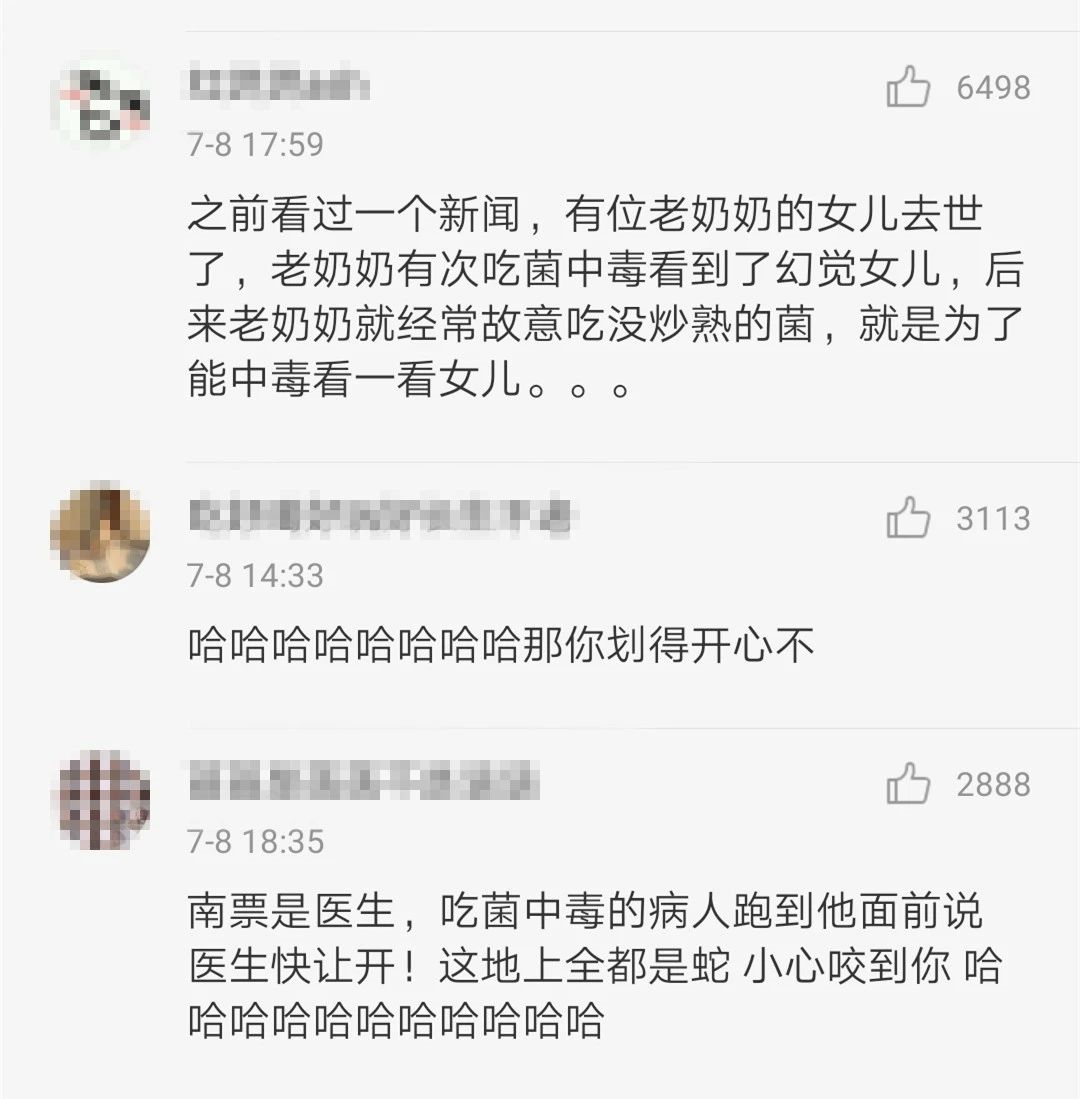 6498
7-8 17:59
之前看过一个新闻，有位老奶奶的女儿去世
了，老奶奶有次吃菌中毒看到了幻觉女儿，后
来老奶奶就经常故意吃没炒熟的菌，就是为了
能中毒看一看女儿。。。
3113
7-8 14:33
哈哈哈哈哈哈哈哈那你划得开心不
2888
7-8 18:35
南票是医生，吃菌中毒的病人跑到他面前说
医生快让开！这地上全都是蛇 小心咬到你 哈
哈哈哈哈哈哈哈哈哈哈